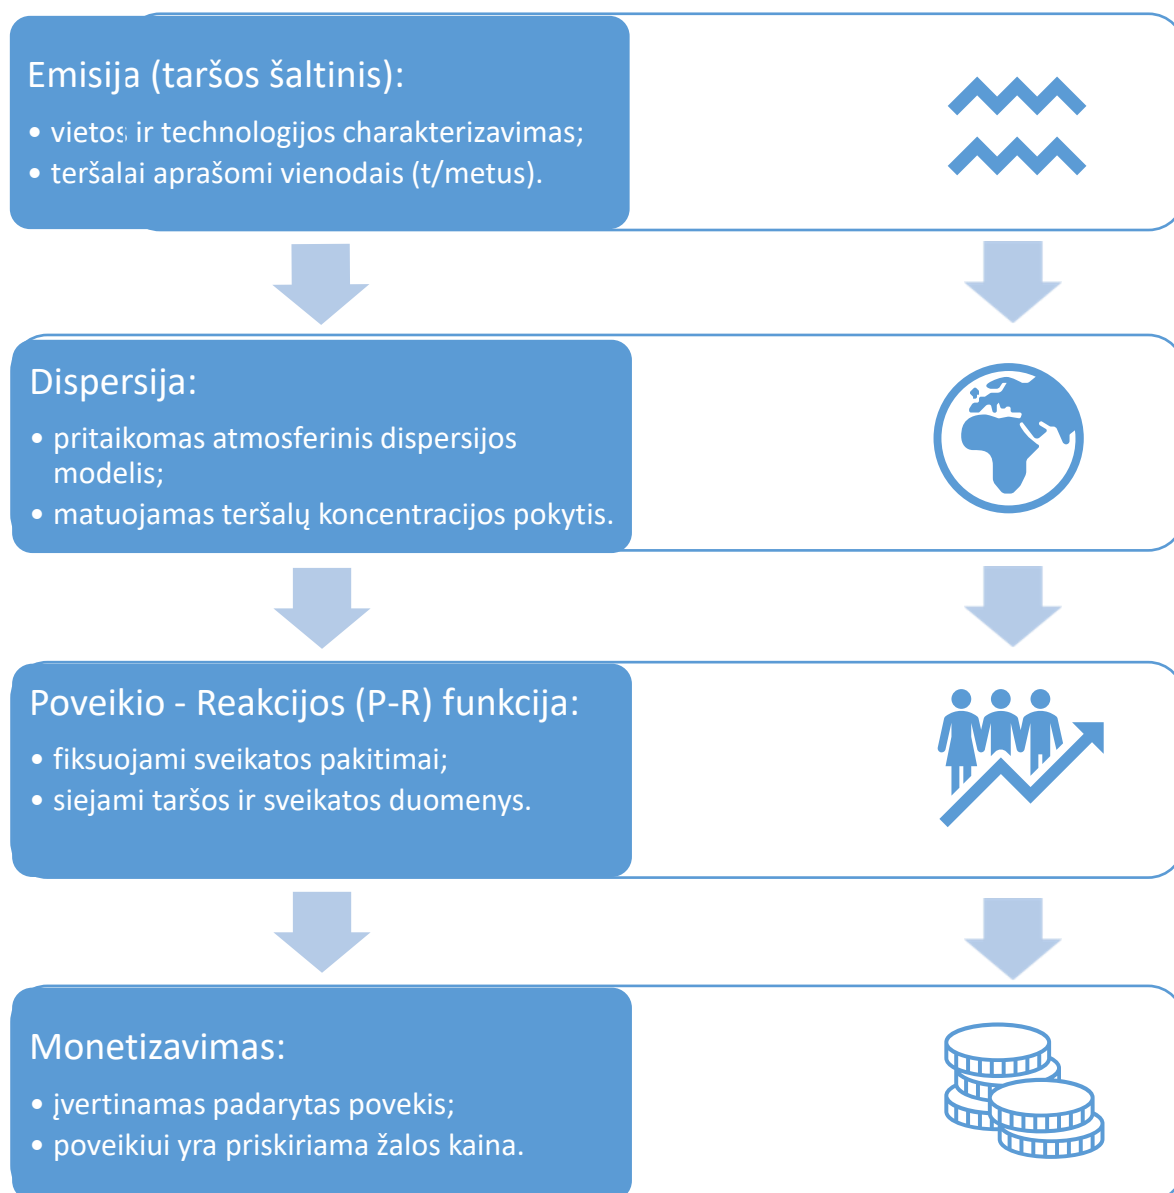 Emisija (taršos šaltinis):
• vietos ir technologijos charakterizavimas;
• teršalai aprašomi vienodais (t/metus).
Dispersija:
• pritaikomas atmosferinis dispersijos
modelis;
• matuojamas teršalų koncentracijos pokytis.
Poveikio - Reakcijos (P-R) funkcija:
• fiksuojami sveikatos pakitimai;
• siejami taršos ir sveikatos duomenys.
Monetizavimas:
• įvertinamas padarytas povekis;
• poveikiui yra priskiriama žalos kaina.